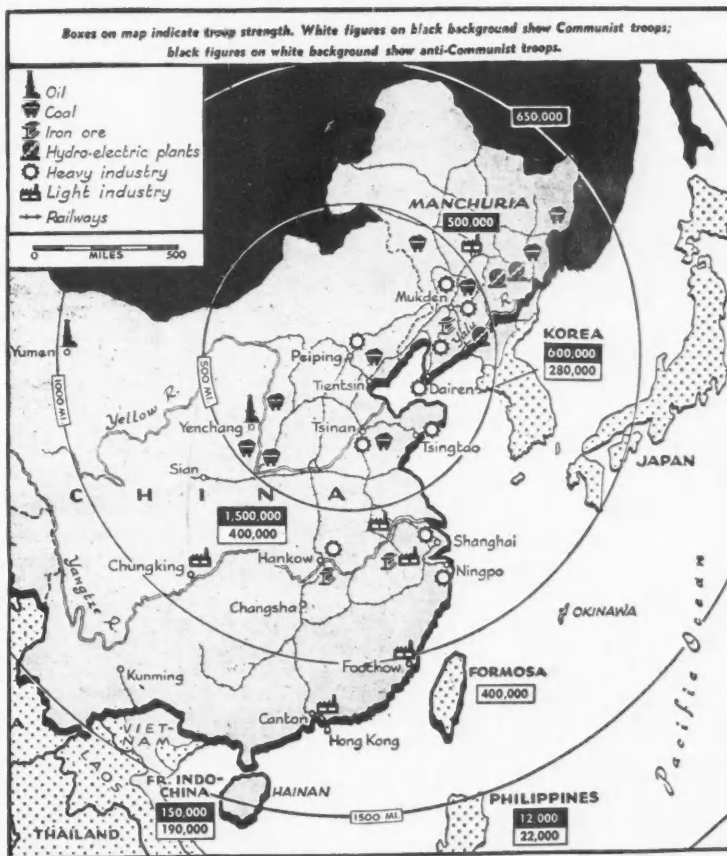 Boxes on map indicate troop strength. White figures on black background show Communist troops;
black figures on white background show anti-Communist troops.
Oil
Coal
Iron ore
Hydro-electric plants
Heavy industry
Light industry
Railways
0 MILES 500
650,000
MANCHURIA
500,000
Mukden
Yalu R.
Yumen
1000 MI.
500 MI.
Peiping
Tientsin
Dairen
KOREA
600,000
280,000
Yellow R.
Yenchang
Tsinan
Tsingtao
JAPAN
Sian
CHINA
1,500,000
400,000
Shanghai
Chungking
Hankow
Ningpo
Yangtze R.
Changsha
OKINAWA
Pacific Ocean
Kunming
Foochow
FORMOSA
400,000
Canton
Hong Kong
VIET-
NAM
LAOS
FR. INDO-
CHINA
150,000
190,000
HAINAN
THAILAND
1500 MI.
PHILIPPINES
12,000
22,000